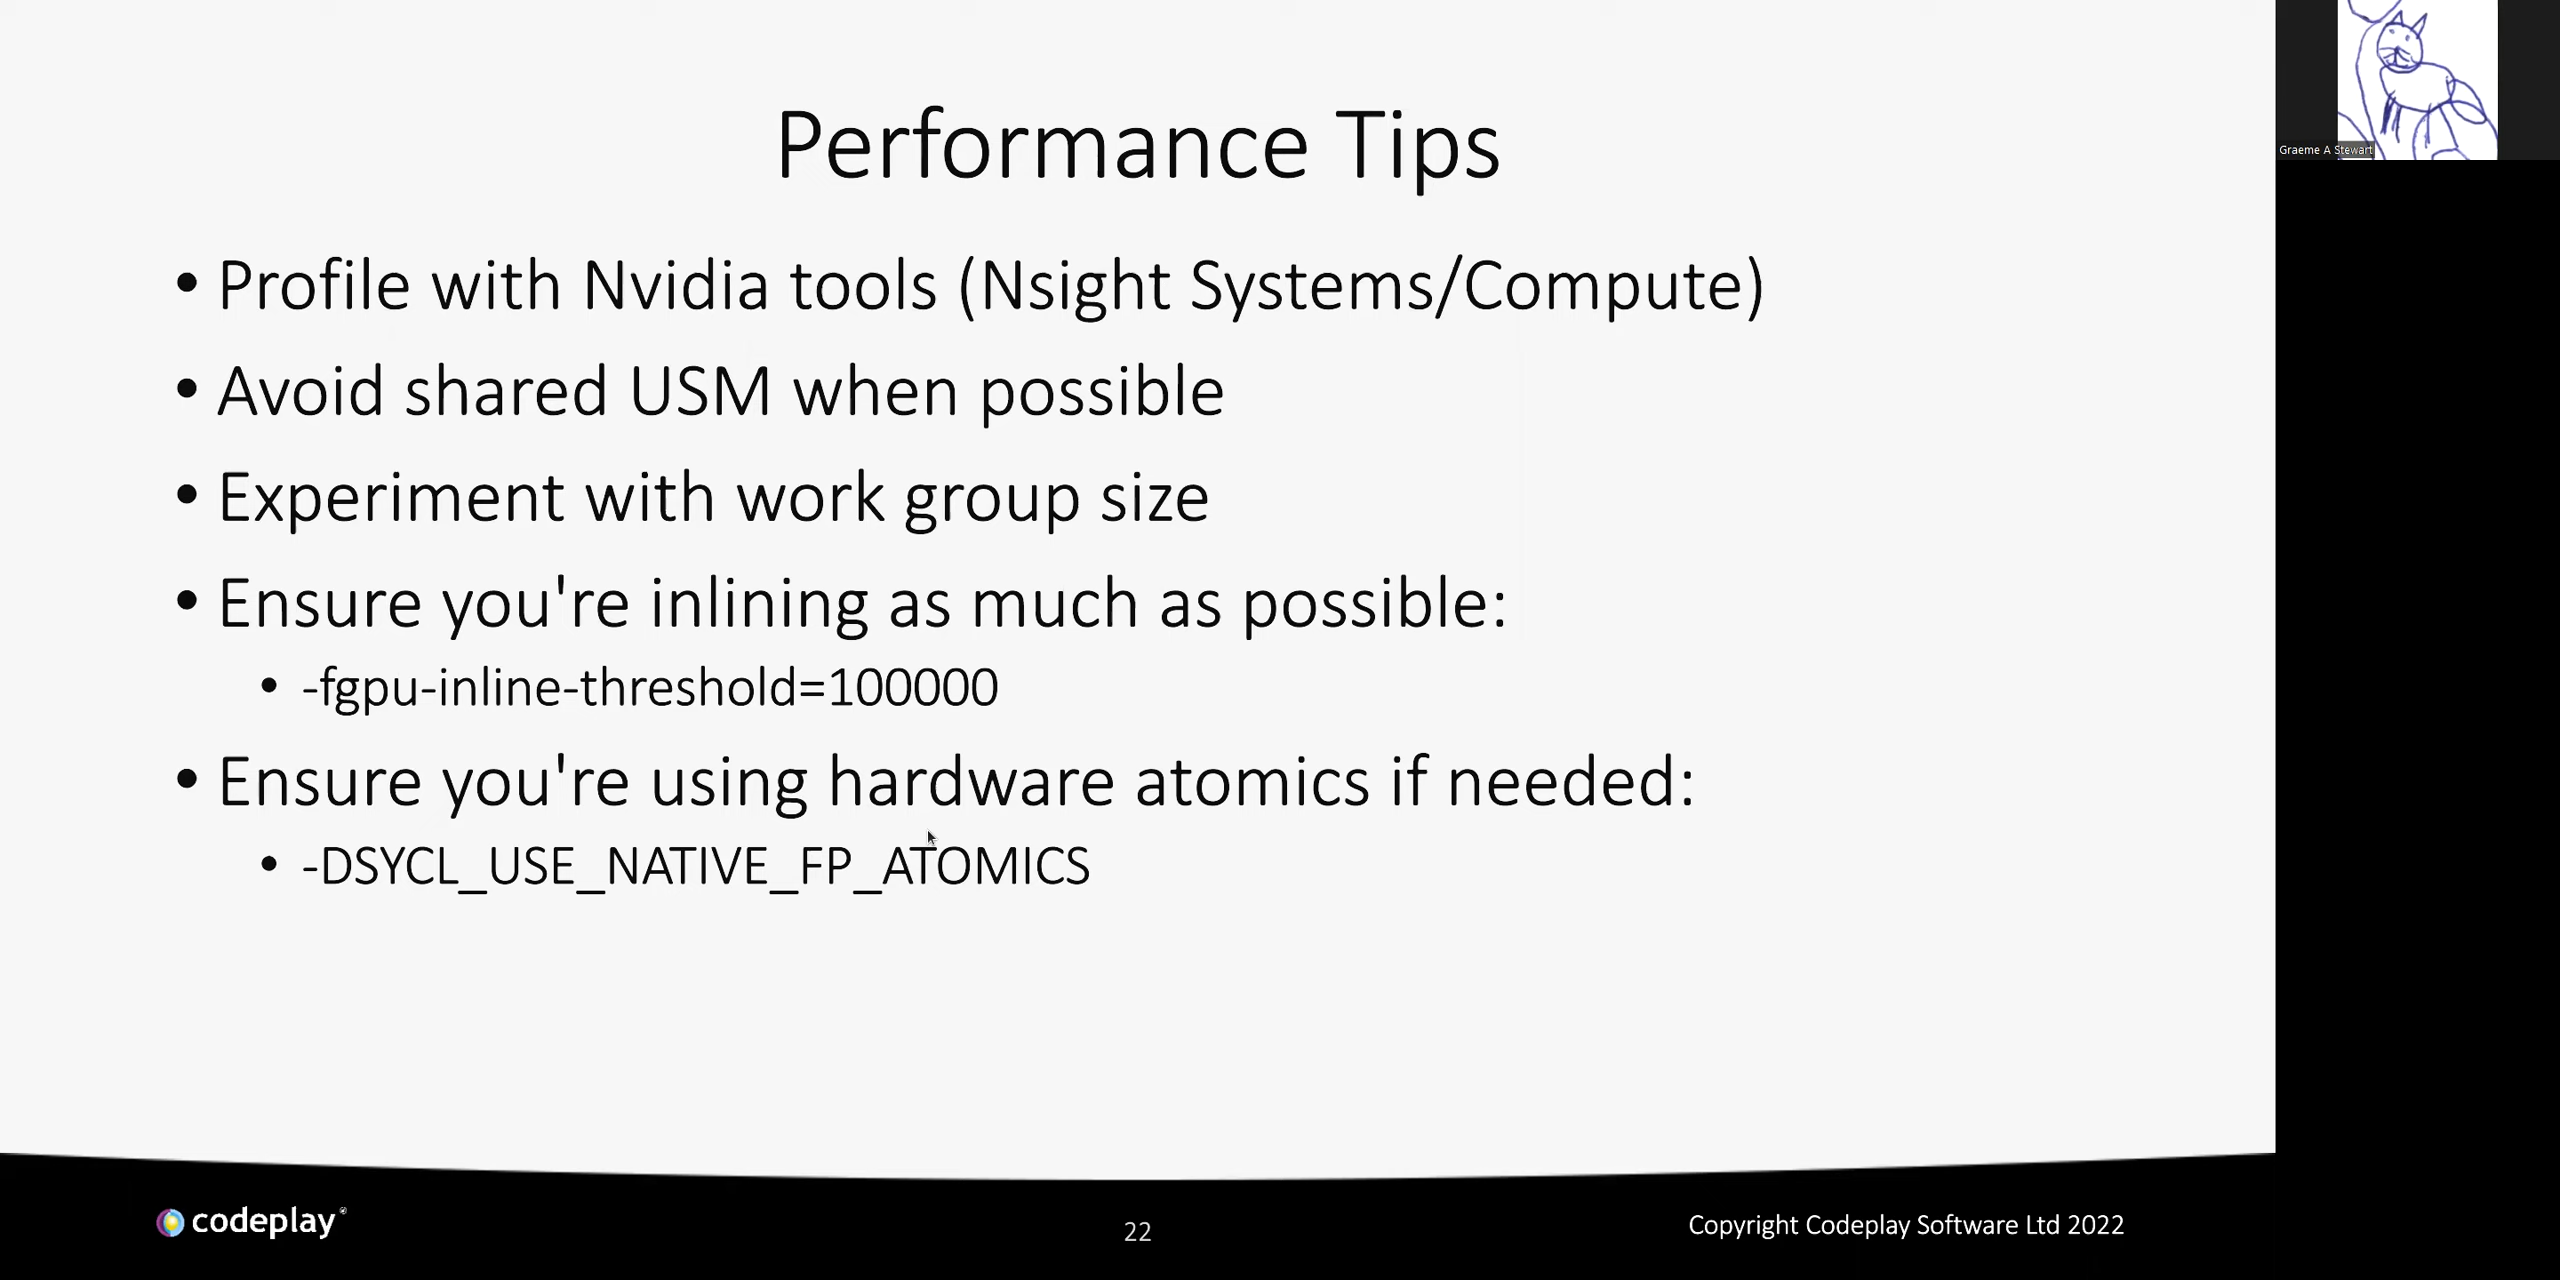 Performance Tips
Graeme A Stewart
• Profile with Nvidia tools (Nsight Systems/Compute)
• Avoid shared USM when possible
• Experiment with work group size
• Ensure you're inlining as much as possible:
• -fgpu-inline-threshold=100000
• Ensure you're using hardware atomics if needed:
• -DSYCL_USE_NATIVE_FP_ATOMICS
codeplay®
22
Copyright Codeplay Software Ltd 2022